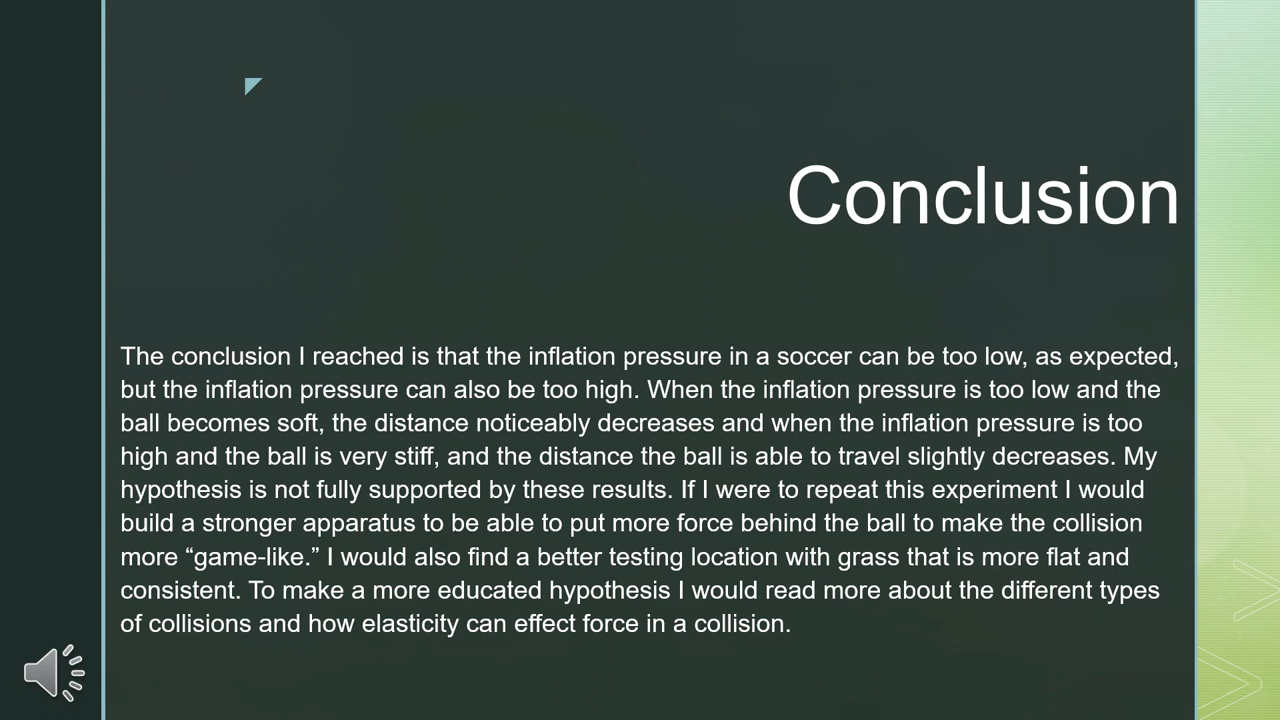 Conclusion
The conclusion I reached is that the inflation pressure in a soccer can be too low, as expected,
but the inflation pressure can also be too high. When the inflation pressure is too low and the
ball becomes soft, the distance noticeably decreases and when the inflation pressure is too
high and the ball is very stiff, and the distance the ball is able to travel slightly decreases. My
hypothesis is not fully supported by these results. If I were to repeat this experiment I would
build a stronger apparatus to be able to put more force behind the ball to make the collision
more “game-like.” I would also find a better testing location with grass that is more flat and
consistent. To make a more educated hypothesis I would read more about the different types
of collisions and how elasticity can effect force in a collision.